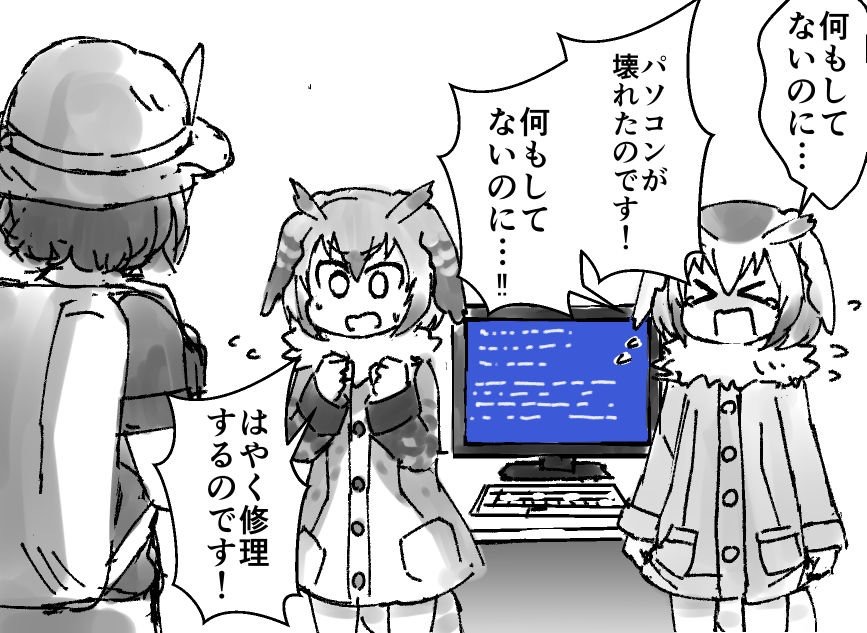 何もして
ないのに…
パソコンが
壊れたのです！
何もして
ないのに…‼
はやく修理
するのです！